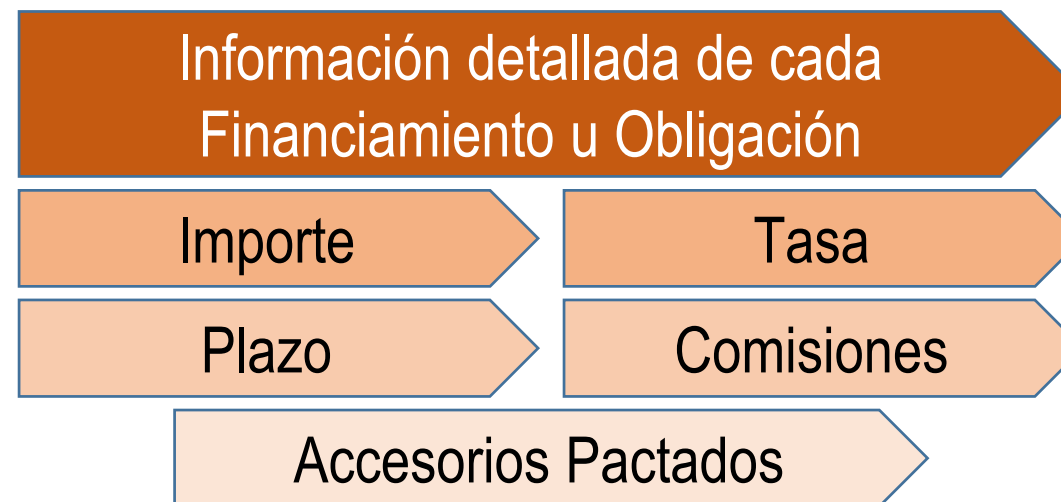 Información detallada de cada
Financiamiento u Obligación
Importe
Tasa
Plazo
Comisiones
Accesorios Pactados